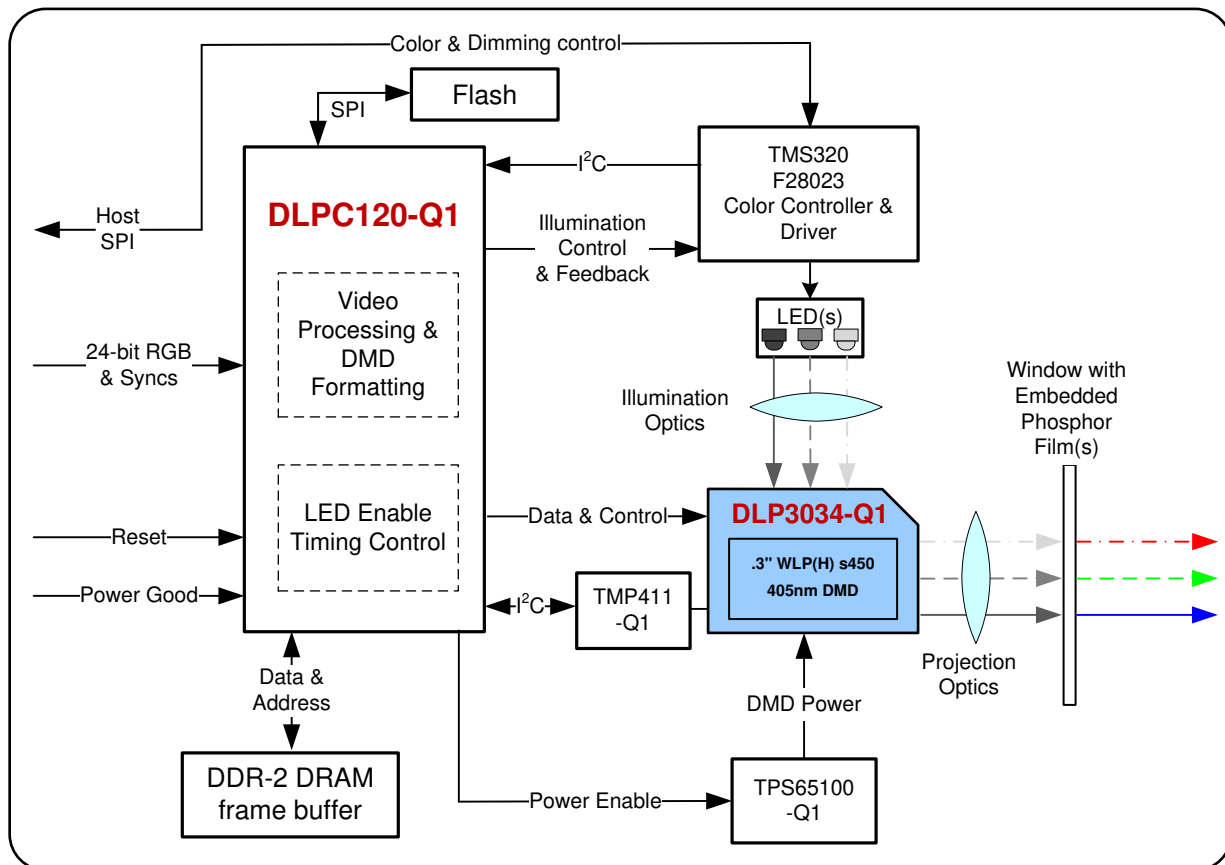 Color & Dimming control
Flash
SPI
TMS320
F28023
Color Controller &
Driver
I²C
DLPC120-Q1
Host
SPI
Illumination
Control
& Feedback
Video
Processing &
DMD
Formatting
LED(s)
24-bit RGB
& Syncs
Illumination
Optics
Window with
Embedded
Phosphor
Film(s)
LED Enable
Timing Control
Data & Control
DLP3034-Q1
.3" WLP(H) s450
405nm DMD
Reset
Power Good
I²C
TMP411
-Q1
Projection
Optics
Data &
Address
DMD Power
DDR-2 DRAM
frame buffer
Power Enable
TPS65100
-Q1